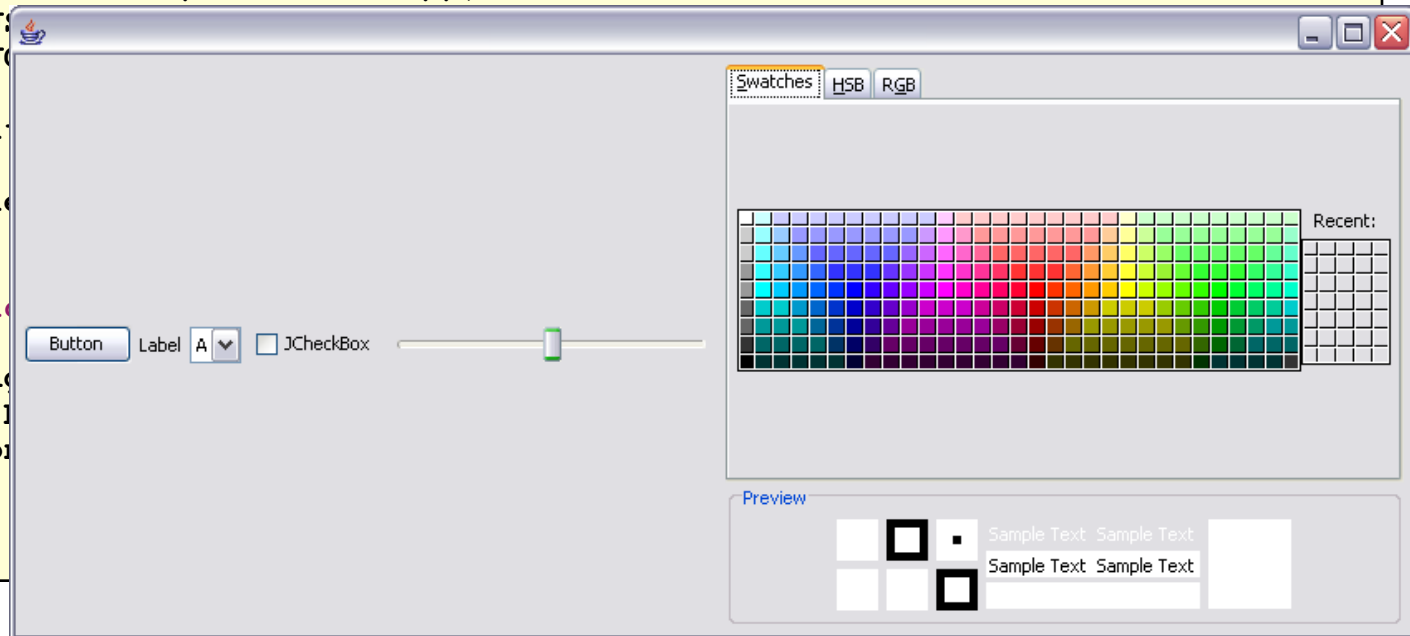 Swatches HSB RGB
Recent:
Button Label A JCheckBox
Preview
Sample Text Sample Text
Sample Text Sample Text